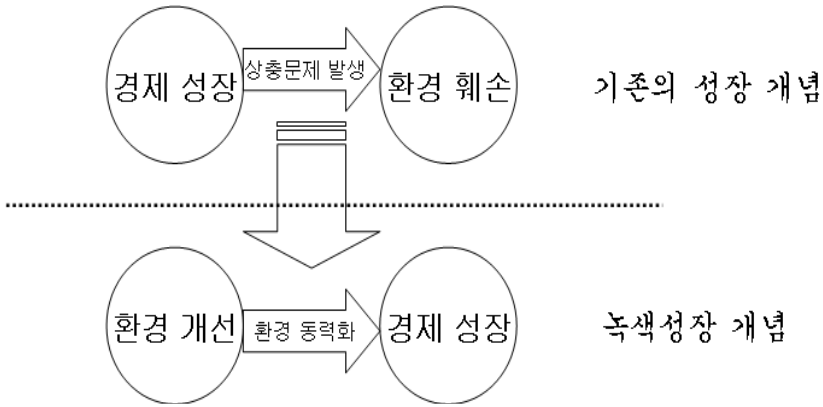 경제 성장 상충문제 발생 환경 훼손 기존의 성장 개념
환경 개선 환경 동력화 경제 성장 녹색성장 개념